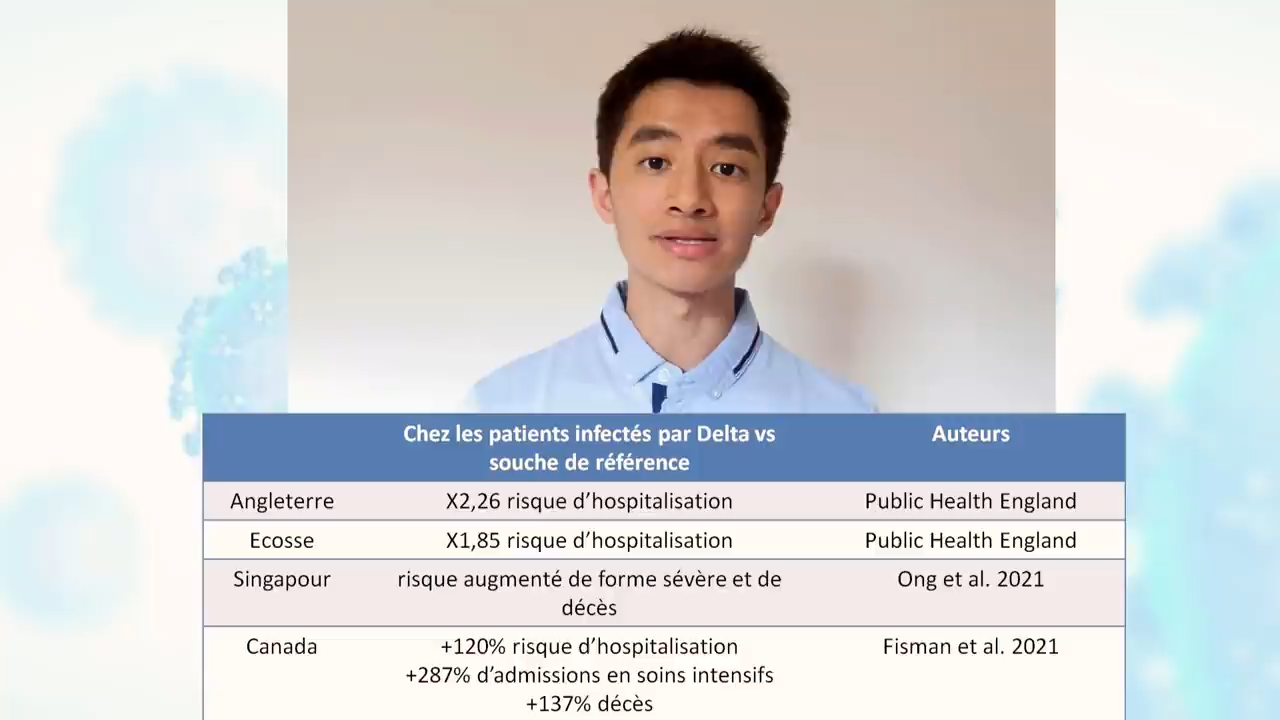 Chez les patients infectés par Delta vs
souche de référence
Auteurs
Angleterre
X2,26 risque d’hospitalisation
Public Health England
Ecosse
X1,85 risque d’hospitalisation
Public Health England
Singapour
risque augmenté de forme sévère et de
décès
Ong et al. 2021
Canada
+120% risque d’hospitalisation
+287% d’admissions en soins intensifs
+137% décès
Fisman et al. 2021